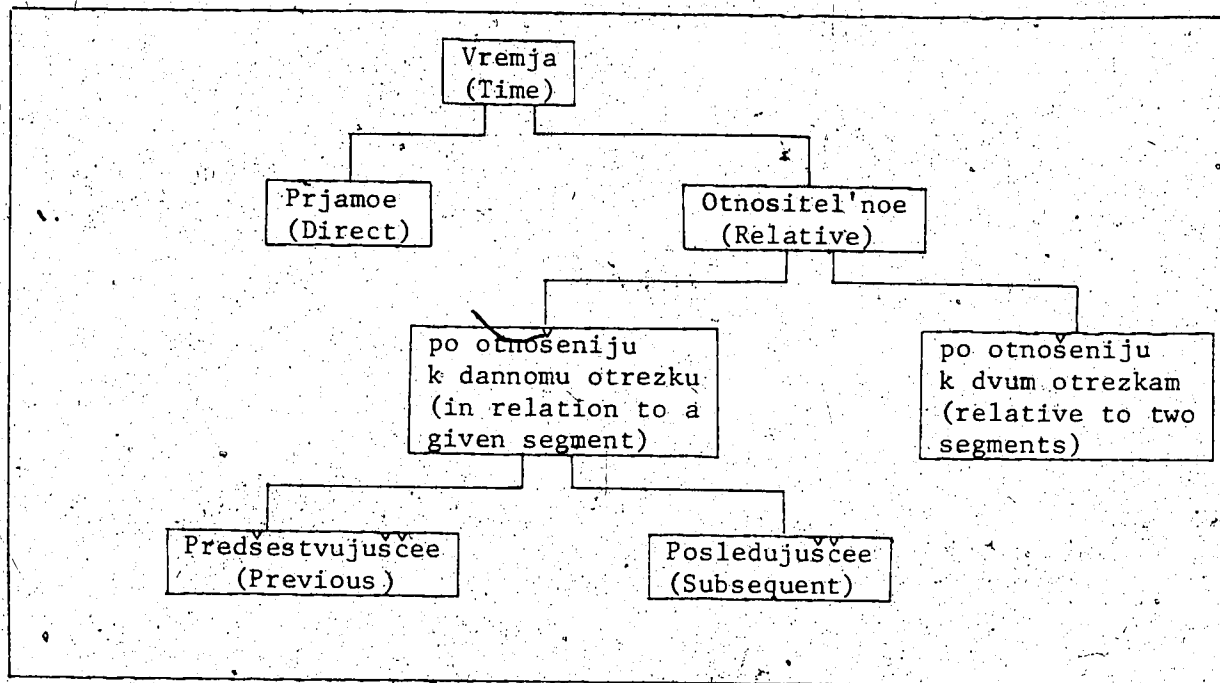 Vremja
(Time)
Prjamoe
(Direct)
Otnositel'noe
(Relative)
po otnošeniju
k dannomu otrezku
(in relation to a
given segment)
po otnošeniju
k dvum otrezkam
(relative to two
segments)
Predšestvujuščee
(Previous)
Posledujuščee
(Subsequent)